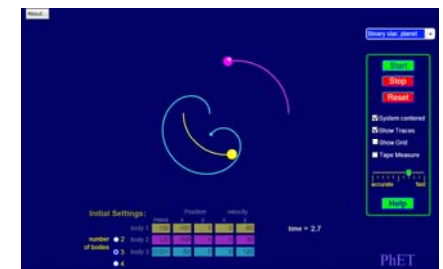 About...
Binary star, planet
Start
Stop
Reset
System centered
Show Traces
Show Grid
Tape Measure
accurate fast
Help
Initial Settings:
Position velocity
mass x y x y
number of bodies
2
3
4
body 1
body 2
body 3
time = 2.7
PhET